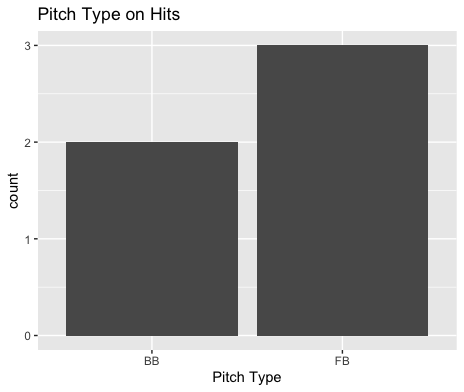 Pitch Type on Hits
3
2
1
0
count
BB FB
Pitch Type